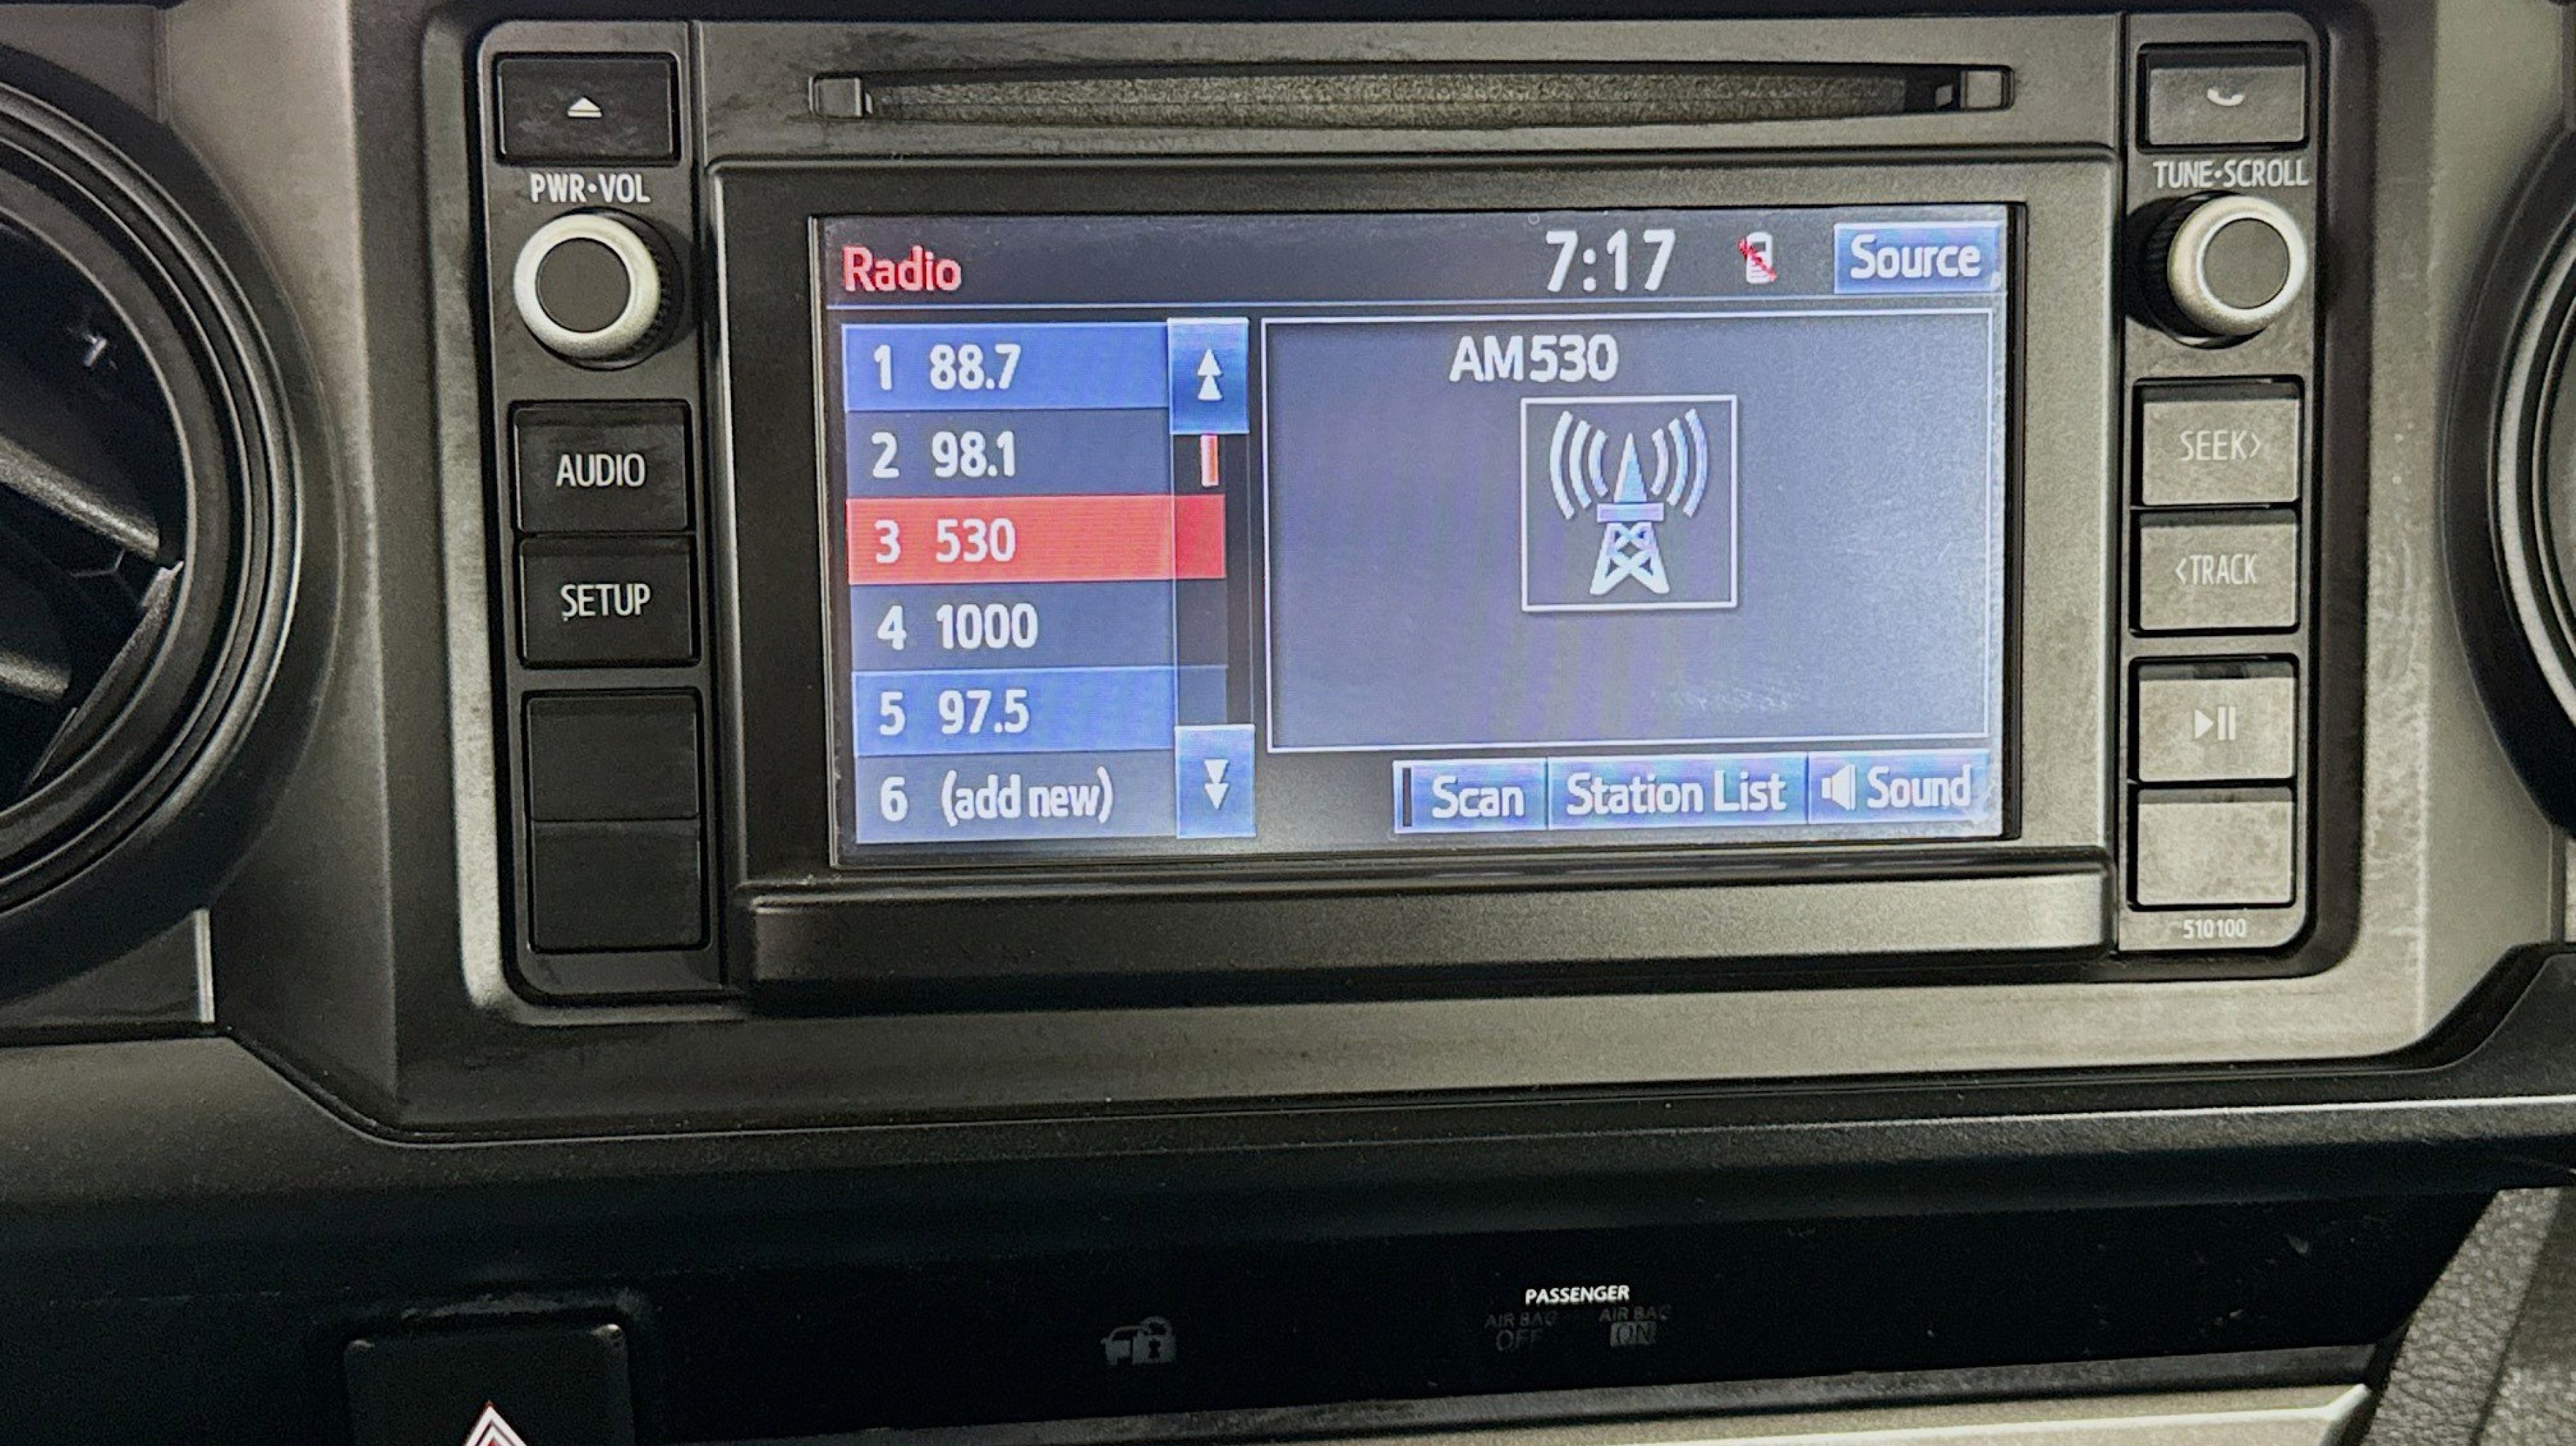 PWR•VOL
AUDIO
SETUP
Radio
7:17
Source
1 88.7
2 98.1
3 530
4 1000
5 97.5
6 (add new)
AM530
Scan
Station List
Sound
TUNE•SCROLL
SEEK>
<TRACK
510100
PASSENGER
AIR BAG AIR BAG
OFF ON